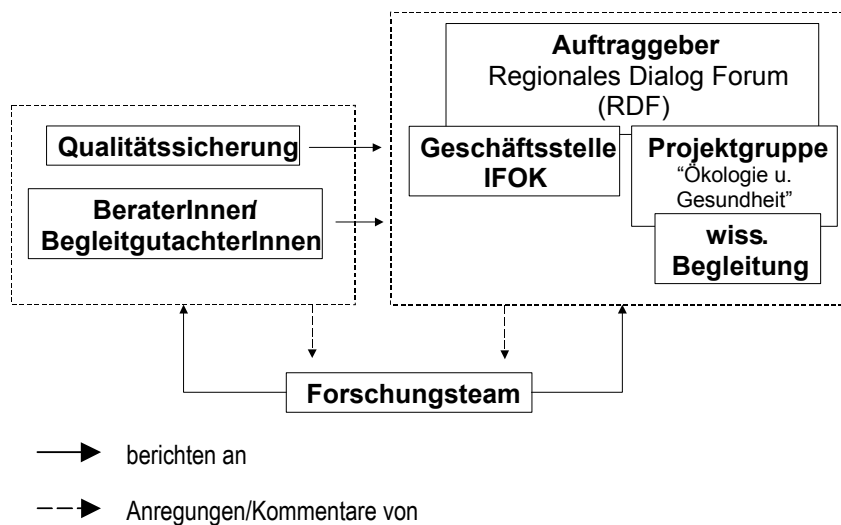 Auftraggeber
Regionales Dialog Forum
(RDF)
Qualitätssicherung
Geschäftsstelle
IFOK
Projektgruppe
“Ökologie u.
Gesundheit”
BeraterInnen/
BegleitgutachterInnen
wiss.
Begleitung
Forschungsteam
berichten an
Anregungen/Kommentare von